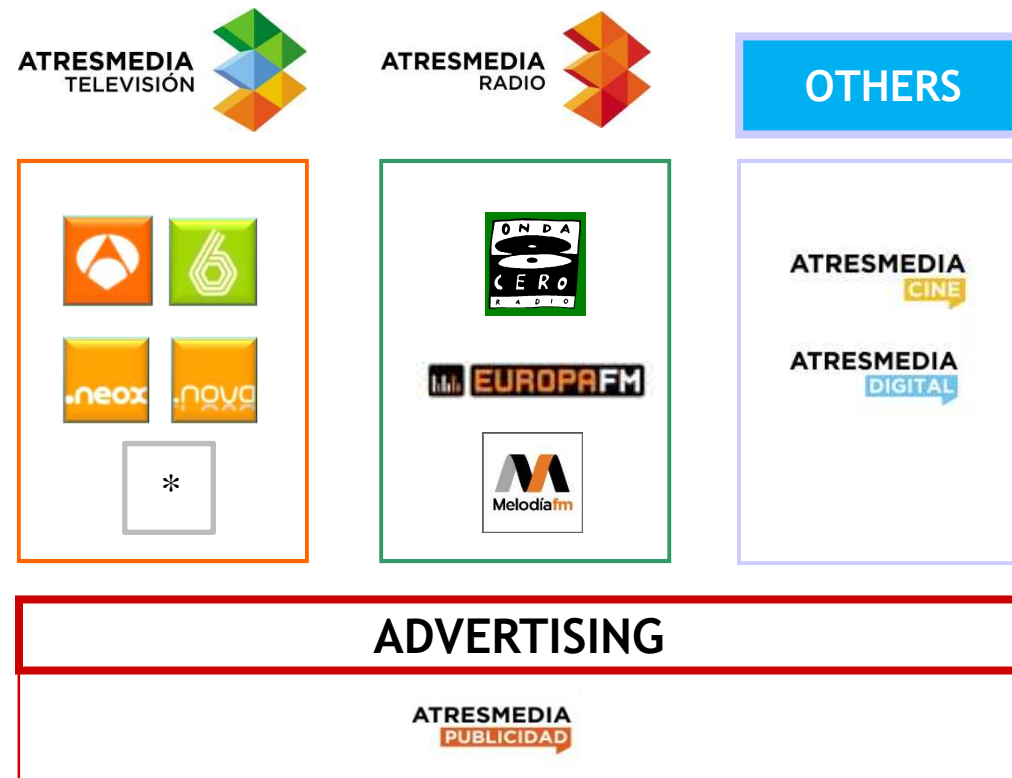 ATRESMEDIA
TELEVISIÓN
ATRESMEDIA
RADIO
OTHERS
6
.neox
.nova
*
ONDA
CERO
RADIO
EUROPAFM
Melodíafm
ATRESMEDIA
CINE
ATRESMEDIA
DIGITAL
ADVERTISING
ATRESMEDIA
PUBLICIDAD